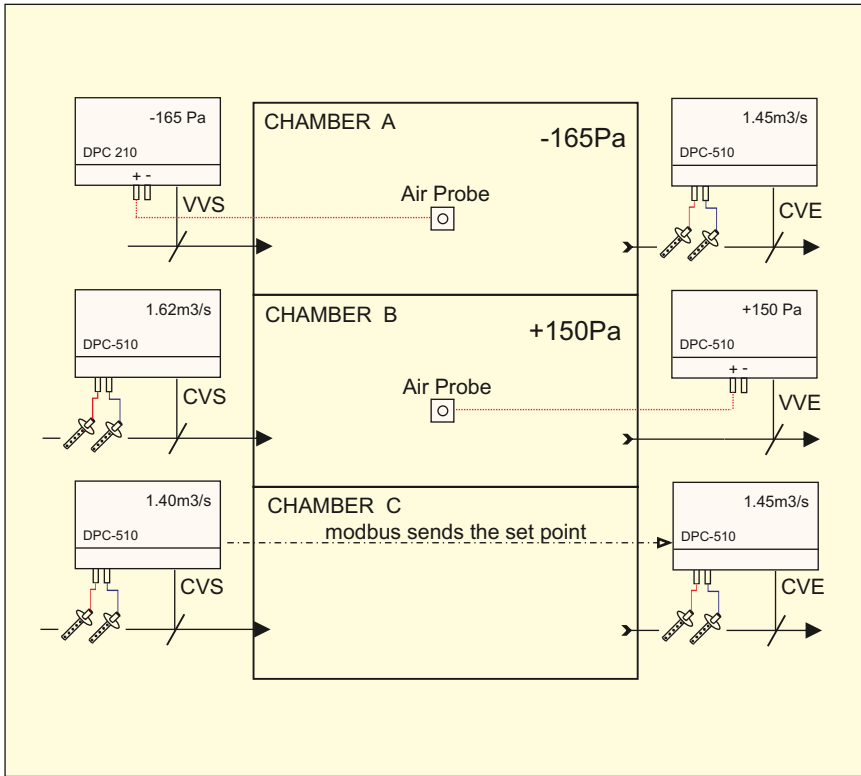 -165 Pa
DPC 210
+ -
VVS
CHAMBER A
-165Pa
Air Probe
1.45m3/s
DPC-510
CVE
1.62m3/s
DPC-510
CVS
CHAMBER B
+150Pa
Air Probe
+150 Pa
DPC-510
+ -
VVE
1.40m3/s
DPC-510
CVS
CHAMBER C
modbus sends the set point
1.45m3/s
DPC-510
CVE